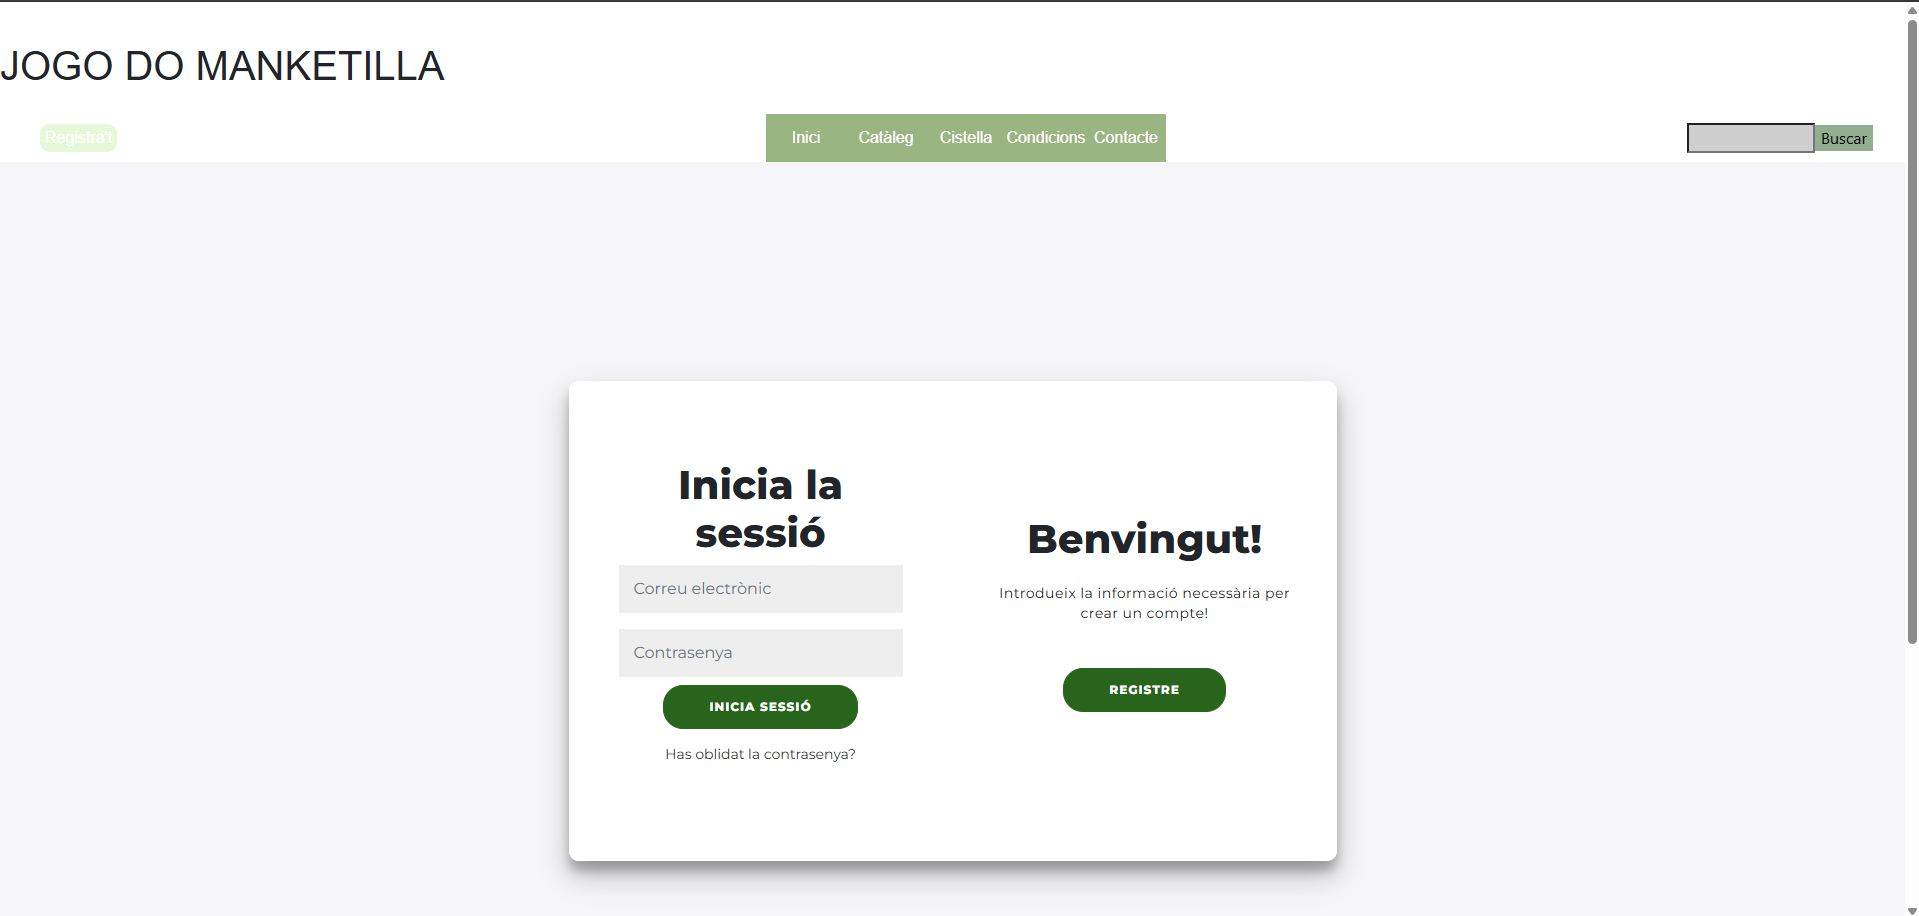 JOGO DO MANKETILLA
Registra't
Inici Catàleg Cistella Condicions Contacte
Buscar
Inicia la
sessió
Correu electrònic
Contrasenya
INICIA SESSIÓ
Has oblidat la contrasenya?
Benvingut!
Introdueix la informació necessària per
crear un compte!
REGISTRE